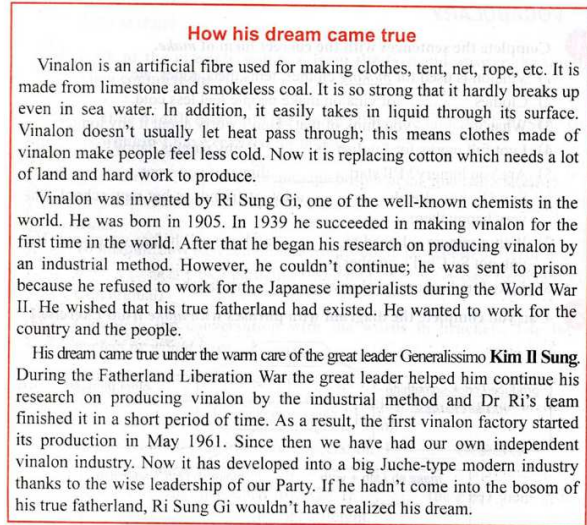 How his dream came true
Vinalon is an artificial fibre used for making clothes, tent, net, rope, etc. It is
made from limestone and smokeless coal. It is so strong that it hardly breaks up
even in sea water. In addition, it easily takes in liquid through its surface.
Vinalon doesn't usually let heat pass through; this means clothes made of
vinalon make people feel less cold. Now it is replacing cotton which needs a lot
of land and hard work to produce.
Vinalon was invented by Ri Sung Gi, one of the well-known chemists in the
world. He was born in 1905. In 1939 he succeeded in making vinalon for the
first time in the world. After that he began his research on producing vinalon by
an industrial method. However, he couldn't continue; he was sent to prison
because he refused to work for the Japanese imperialists during the World War
II. He wished that his true fatherland had existed. He wanted to work for the
country and the people.
His dream came true under the warm care of the great leader Generalissimo Kim Il Sung.
During the Fatherland Liberation War the great leader helped him continue his
research on producing vinalon by the industrial method and Dr Ri's team
finished it in a short period of time. As a result, the first vinalon factory started
its production in May 1961. Since then we have had our own independent
vinalon industry. Now it has developed into a big Juche-type modern industry
thanks to the wise leadership of our Party. If he hadn't come into the bosom of
his true fatherland, Ri Sung Gi wouldn't have realized his dream.